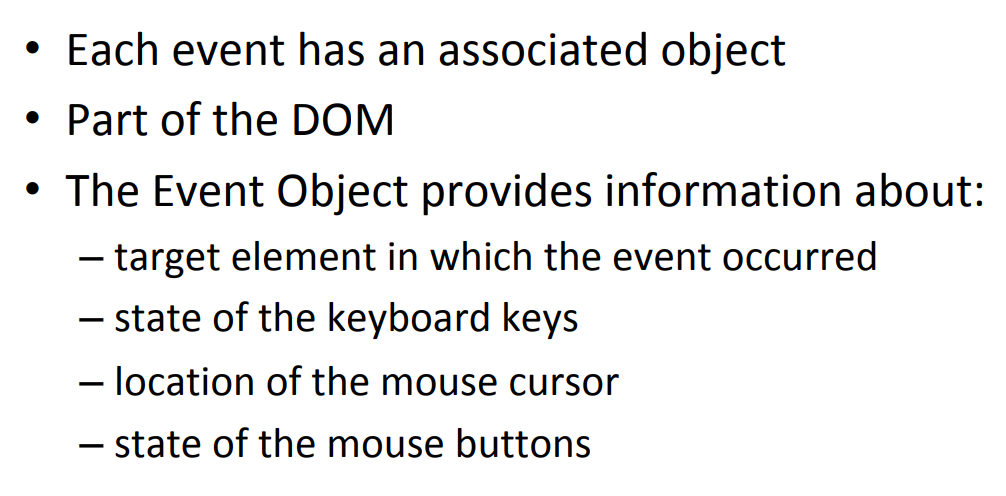 • Each event has an associated object
• Part of the DOM
• The Event Object provides information about:
– target element in which the event occurred
– state of the keyboard keys
– location of the mouse cursor
– state of the mouse buttons